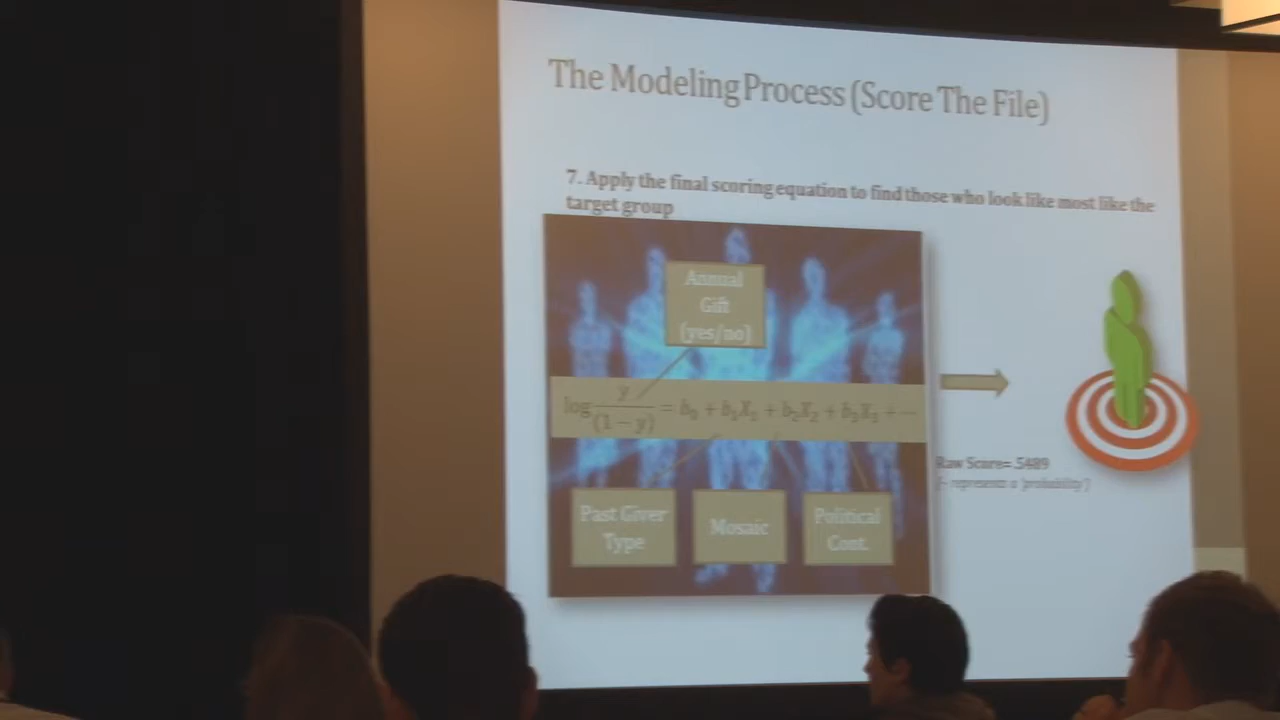 The Modeling Process (Score The File)
7. Apply the final scoring equation to find those who look like most like the
target group
Annual
Gift
(yes/no)
log y/(1 − y) = b₀ + b₁X₁ + b₂X₂ + b₃X₃ + ⋯
Raw Score= .5489
(~ represents a 'probability')
Past Giver
Type
Mosaic
Political
Cont.